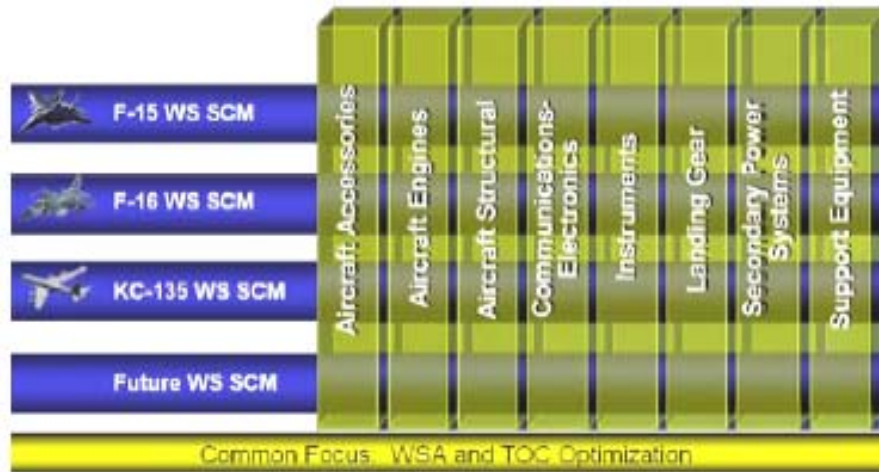 F-15 WS SCM
F-16 WS SCM
KC-135 WS SCM
Future WS SCM
Aircraft Accessories
Aircraft Engines
Aircraft Structural
Communications-
Electronics
Instruments
Landing Gear
Secondary Power
Systems
Support Equipment
Common Focus: WSA and TOC Optimization